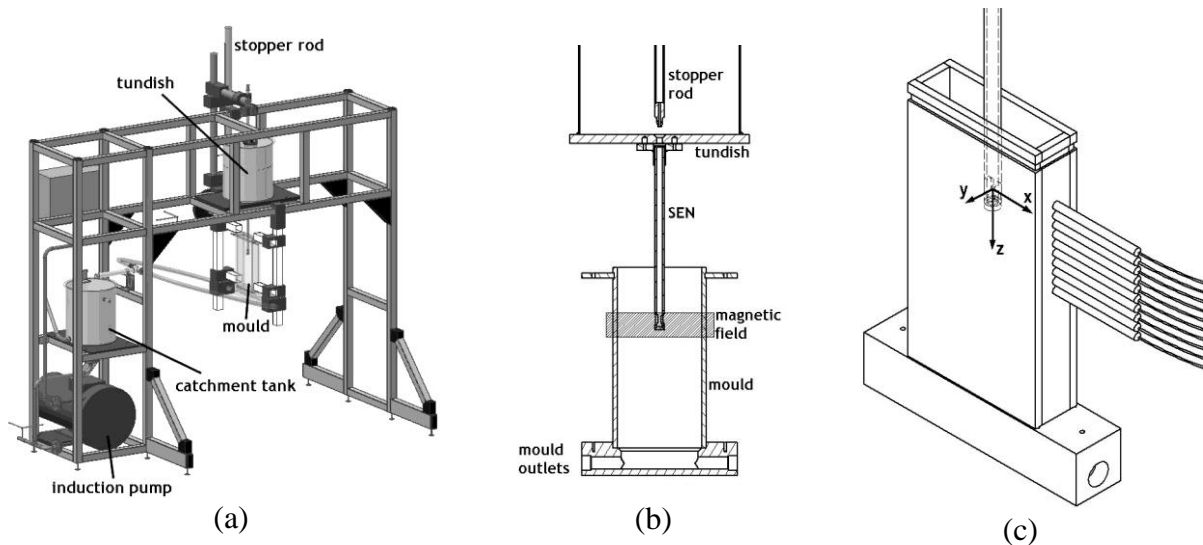 stopper rod
tundish
mould
catchment tank
induction pump
(a)
stopper
rod
tundish
SEN
magnetic
field
mould
mould
outlets
(b)
y
x
z
(c)